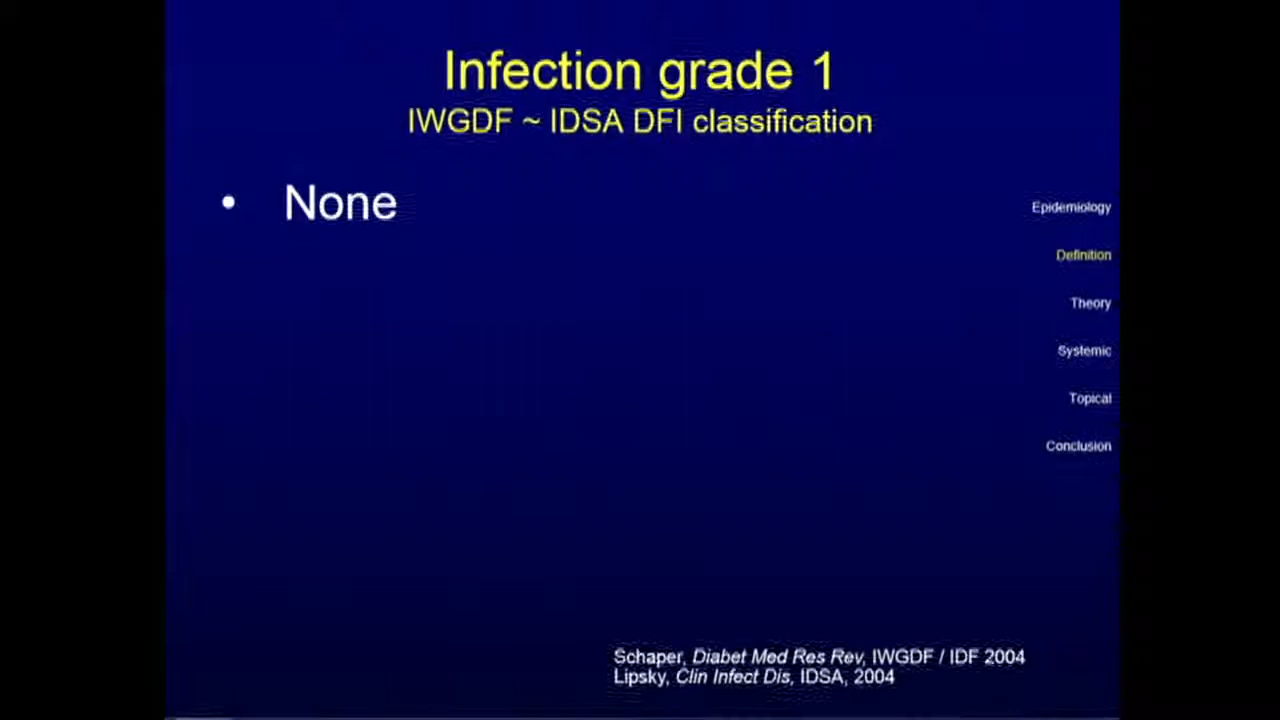 Infection grade 1
IWGDF ~ IDSA DFI classification
• None
Epidemiology
Definition
Theory
Systemic
Topical
Conclusion
Schaper, Diabet Med Res Rev, IWGDF / IDF 2004
Lipsky, Clin Infect Dis, IDSA, 2004